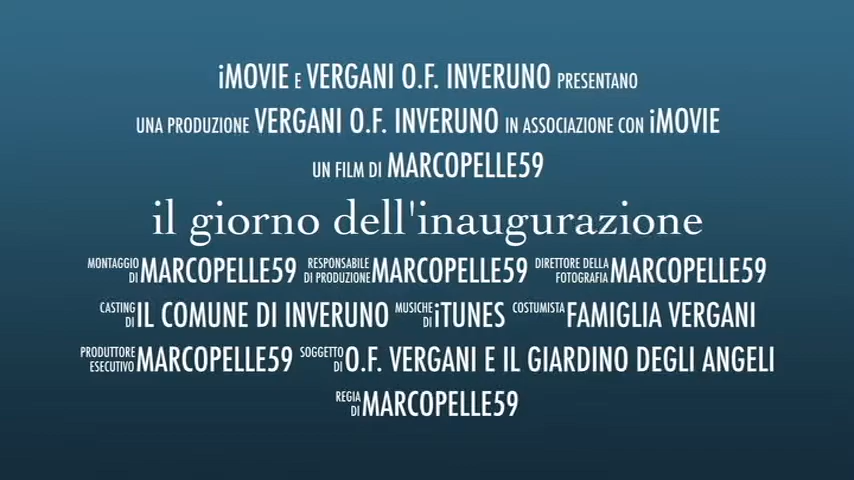 iMOVIE E VERGANI O.F. INVERUNO PRESENTANO
UNA PRODUZIONE VERGANI O.F. INVERUNO IN ASSOCIAZIONE CON iMOVIE
UN FILM DI MARCOPELLE59
il giorno dell'inaugurazione
MONTAGGIO DI MARCOPELLE59 RESPONSABILE DI PRODUZIONE MARCOPELLE59 DIRETTORE DELLA FOTOGRAFIA MARCOPELLE59
CASTING DI IL COMUNE DI INVERUNO MUSICHE DI iTUNES COSTUMISTA FAMIGLIA VERGANI
PRODUTTORE ESECUTIVO MARCOPELLE59 SOGGETTO DI O.F. VERGANI E IL GIARDINO DEGLI ANGELI
REGIA DI MARCOPELLE59